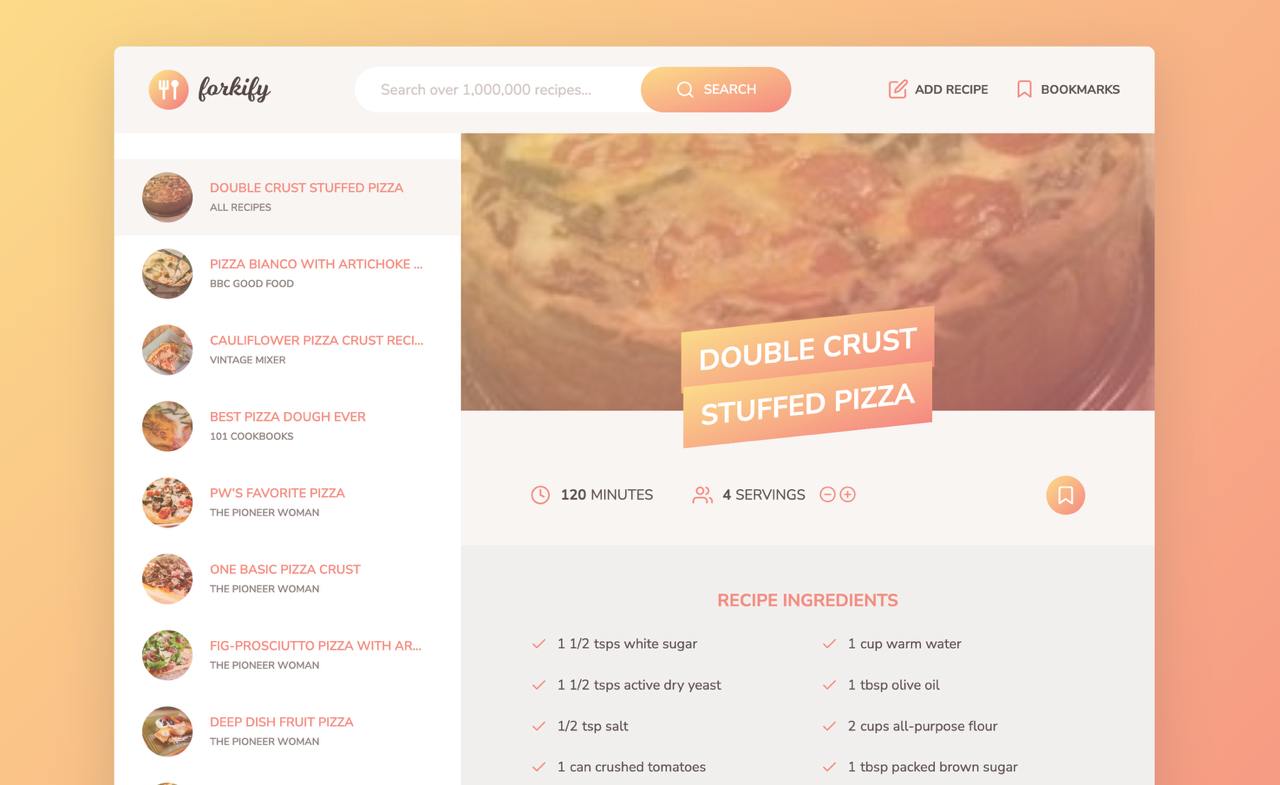 forkify
Search over 1,000,000 recipes...
SEARCH
ADD RECIPE
BOOKMARKS
DOUBLE CRUST STUFFED PIZZA
ALL RECIPES
PIZZA BIANCO WITH ARTICHOKE ...
BBC GOOD FOOD
CAULIFLOWER PIZZA CRUST RECI...
VINTAGE MIXER
BEST PIZZA DOUGH EVER
101 COOKBOOKS
PW'S FAVORITE PIZZA
THE PIONEER WOMAN
ONE BASIC PIZZA CRUST
THE PIONEER WOMAN
FIG-PROSCIUTTO PIZZA WITH AR...
THE PIONEER WOMAN
DEEP DISH FRUIT PIZZA
THE PIONEER WOMAN
DOUBLE CRUST
STUFFED PIZZA
120 MINUTES
4 SERVINGS
RECIPE INGREDIENTS
1 1/2 tsps white sugar
1 cup warm water
1 1/2 tsps active dry yeast
1 tbsp olive oil
1/2 tsp salt
2 cups all-purpose flour
1 can crushed tomatoes
1 tbsp packed brown sugar